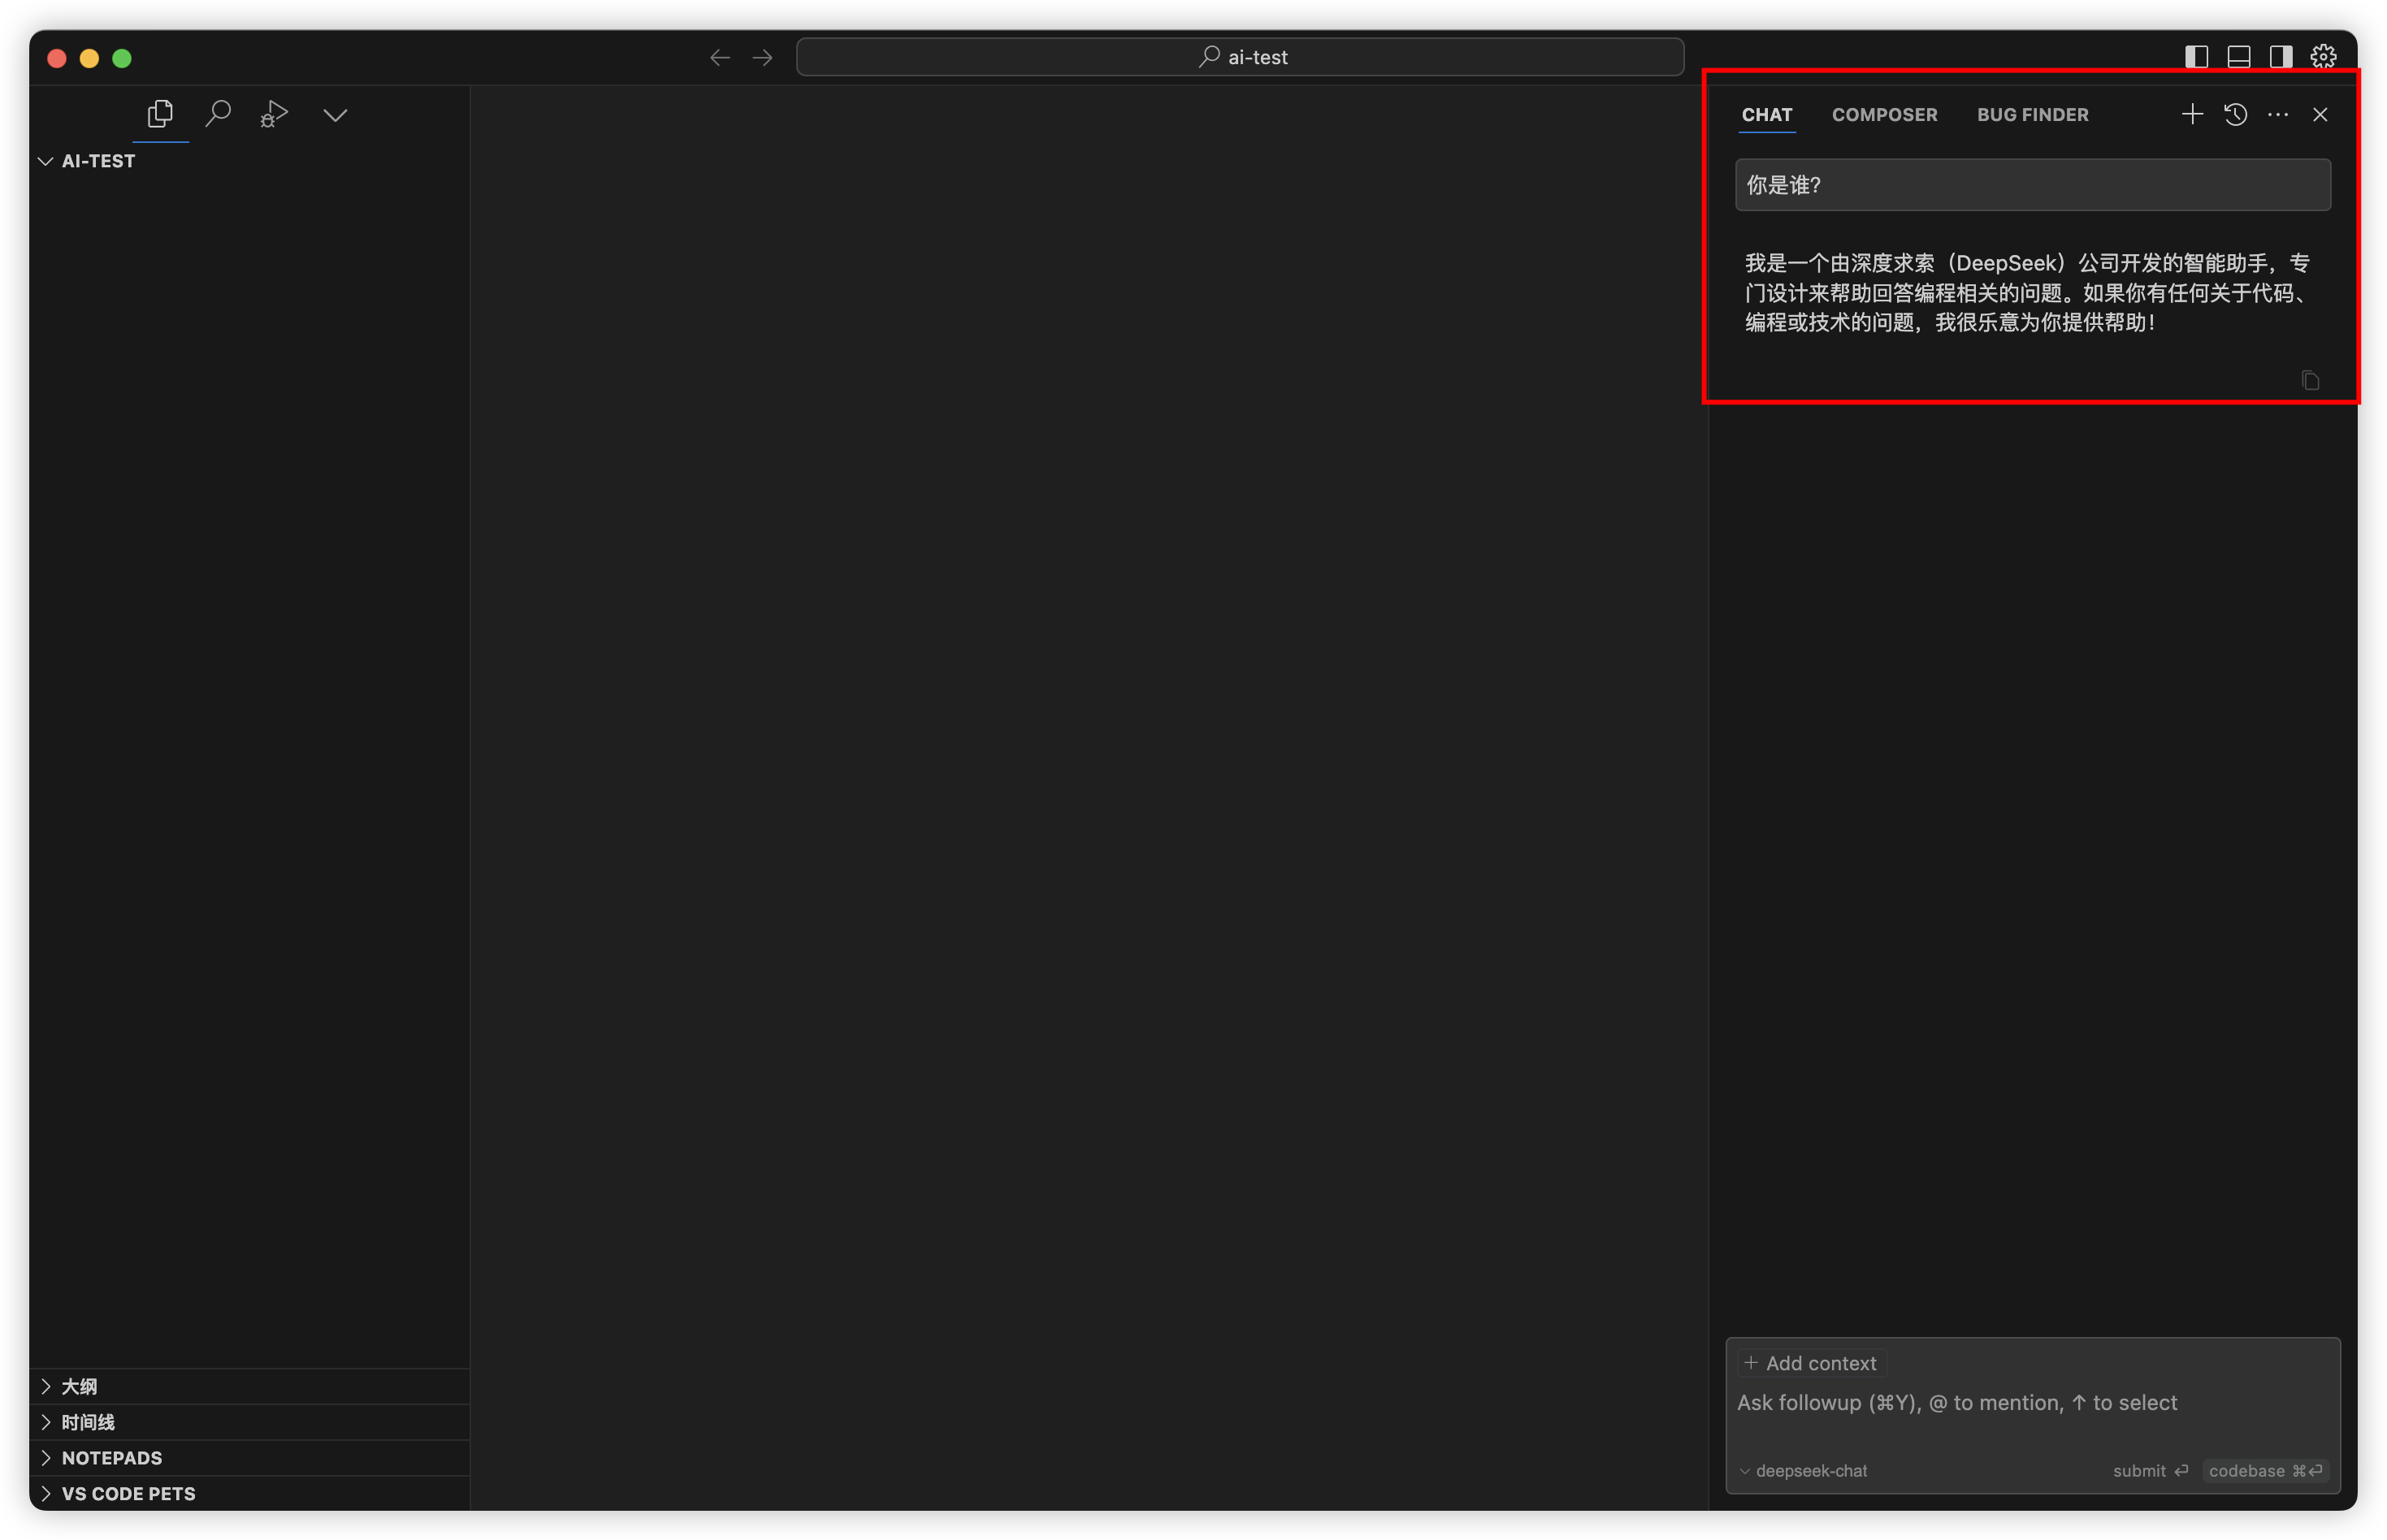 ai-test
AI-TEST
大纲
时间线
NOTEPADS
VS CODE PETS
CHAT COMPOSER BUG FINDER
你是谁?
我是一个由深度求索（DeepSeek）公司开发的智能助手，专
门设计来帮助回答编程相关的问题。如果你有任何关于代码、
编程或技术的问题，我很乐意为你提供帮助！
+ Add context
Ask followup (⌘Y), @ to mention, ↑ to select
deepseek-chat submit ⏎ codebase ⌘⏎